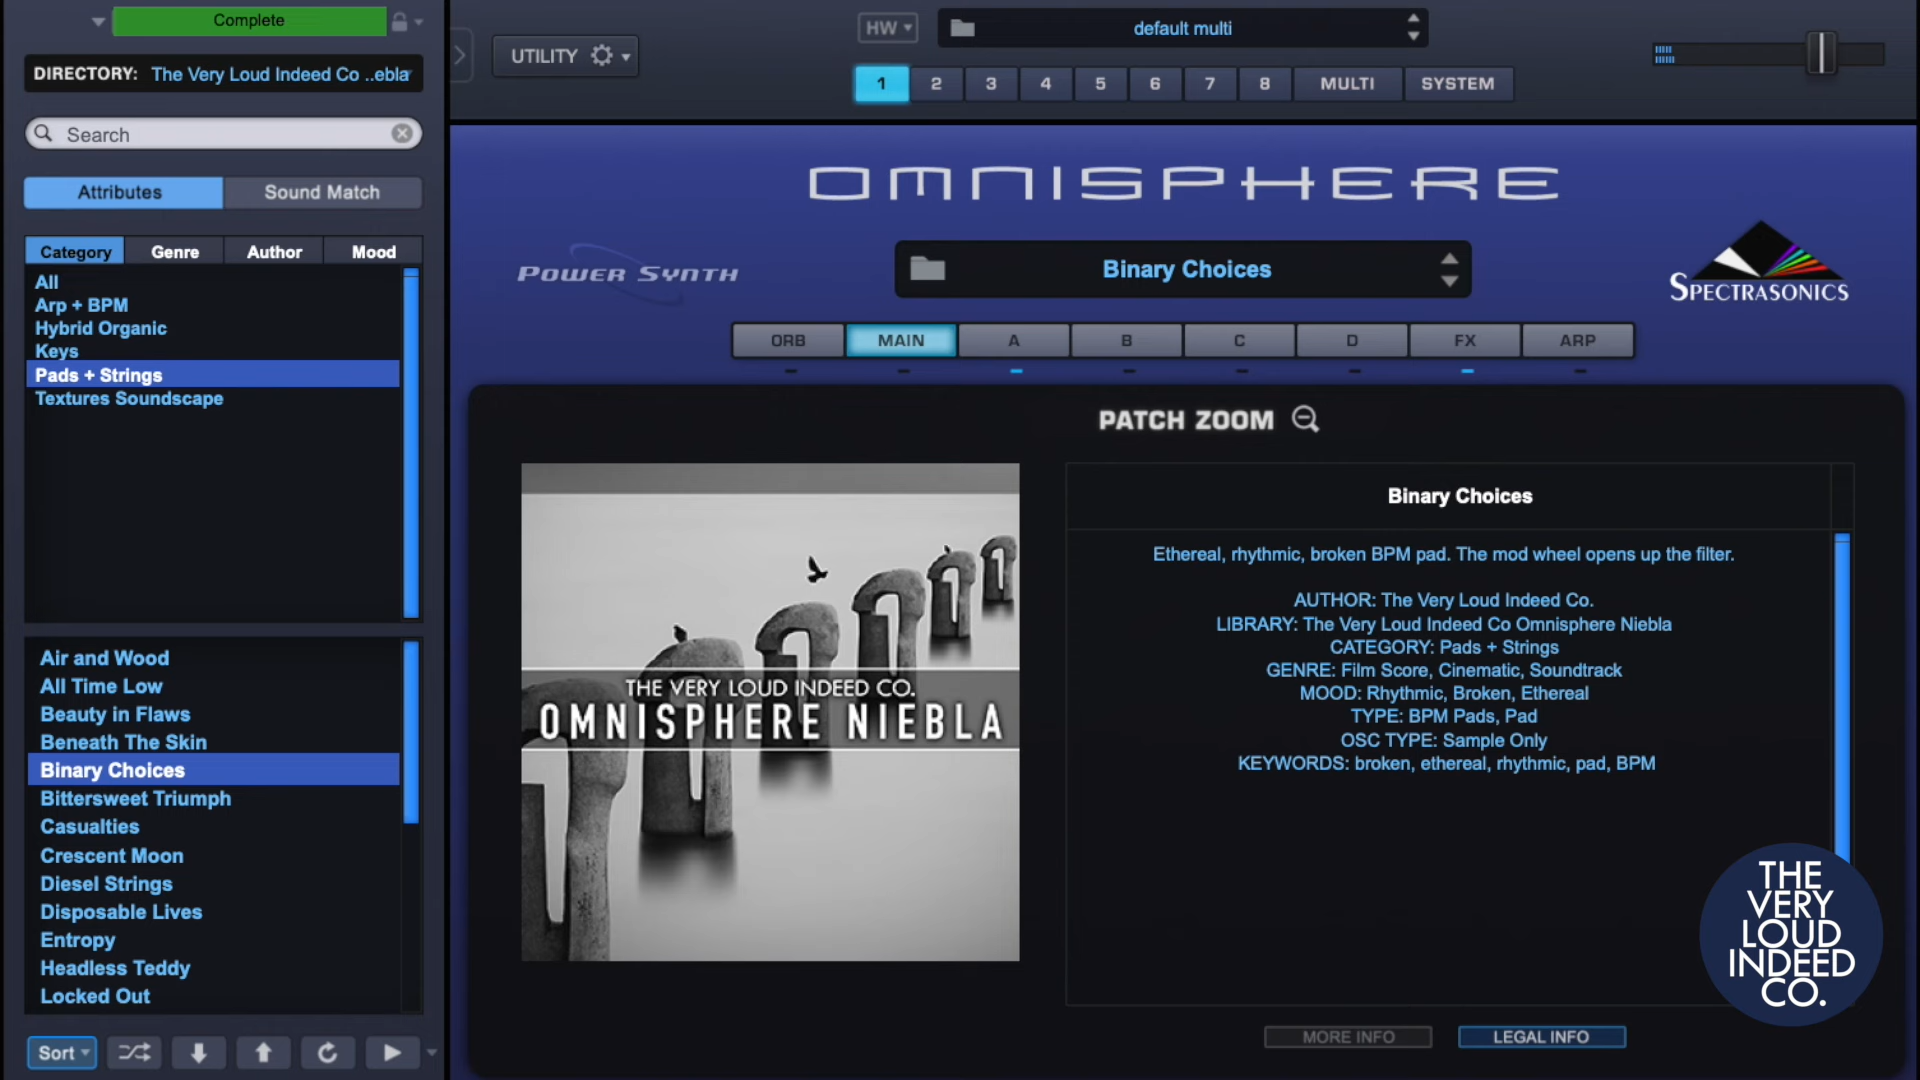 Complete
DIRECTORY: The Very Loud Indeed Co ..ebla
Search
Attributes
Sound Match
Category
Genre
Author
Mood
All
Arp + BPM
Hybrid Organic
Keys
Pads + Strings
Textures Soundscape
Air and Wood
All Time Low
Beauty in Flaws
Beneath The Skin
Binary Choices
Bittersweet Triumph
Casualties
Crescent Moon
Diesel Strings
Disposable Lives
Entropy
Headless Teddy
Locked Out
Sort
UTILITY
HW
default multi
1 2 3 4 5 6 7 8 MULTI SYSTEM
OMNISPHERE
POWER SYNTH
Binary Choices
SPECTRASONICS
ORB MAIN A B C D FX ARP
PATCH ZOOM
THE VERY LOUD INDEED CO.
OMNISPHERE NIEBLA
Binary Choices
Ethereal, rhythmic, broken BPM pad. The mod wheel opens up the filter.
AUTHOR: The Very Loud Indeed Co.
LIBRARY: The Very Loud Indeed Co Omnisphere Niebla
CATEGORY: Pads + Strings
GENRE: Film Score, Cinematic, Soundtrack
MOOD: Rhythmic, Broken, Ethereal
TYPE: BPM Pads, Pad
OSC TYPE: Sample Only
KEYWORDS: broken, ethereal, rhythmic, pad, BPM
MORE INFO
LEGAL INFO
THE
VERY
LOUD
INDEED
CO.